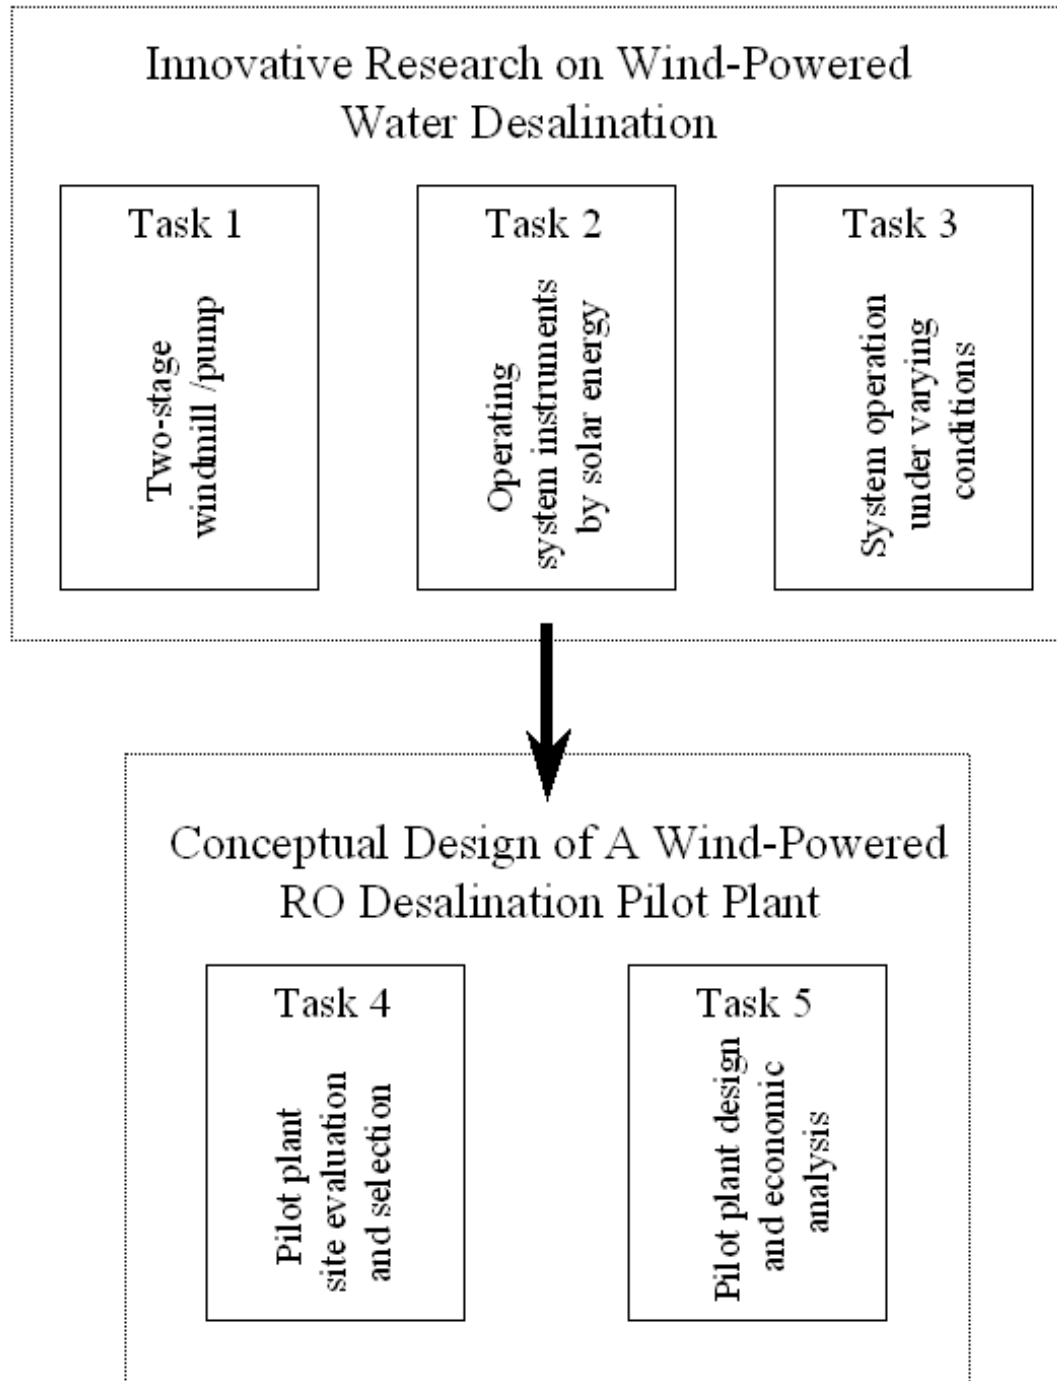 Innovative Research on Wind-Powered
Water Desalination
Task 1
Two-stage
windmill /pump
Task 2
Operating
system instruments
by solar energy
Task 3
System operation
under varying
conditions
Conceptual Design of A Wind-Powered
RO Desalination Pilot Plant
Task 4
Pilot plant
site evaluation
and selection
Task 5
Pilot plant design
and economic
analysis